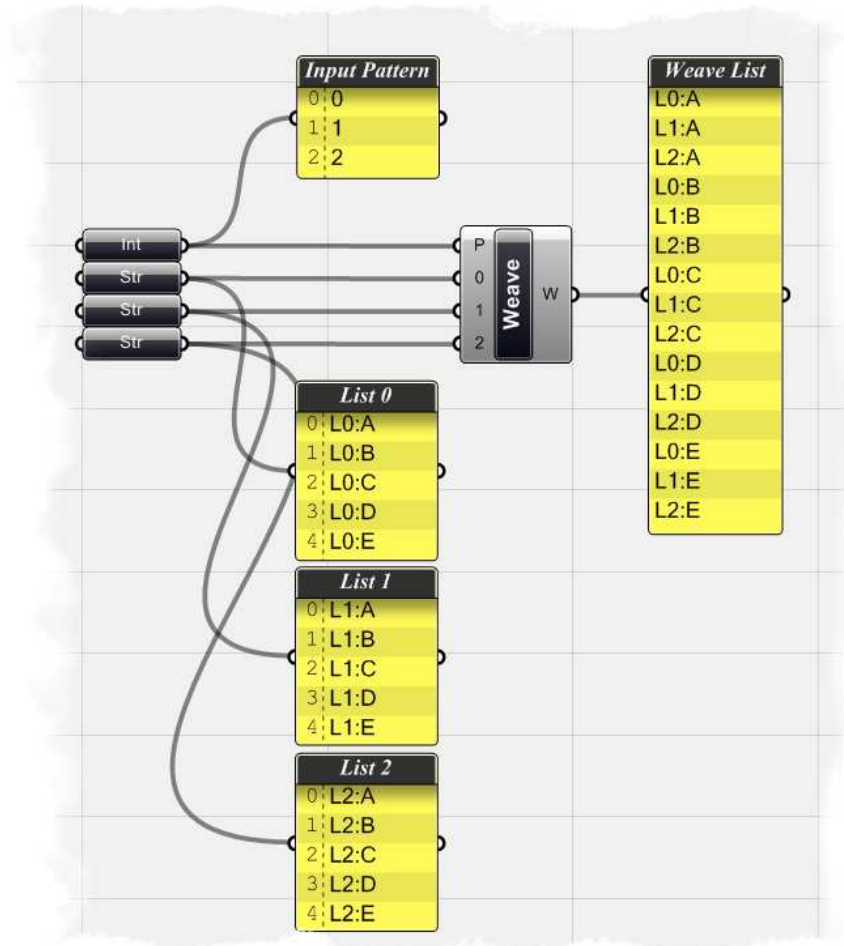 Input Pattern
0 0
1 1
2 2
Weave List
L0:A
L1:A
L2:A
L0:B
L1:B
L2:B
L0:C
L1:C
L2:C
L0:D
L1:D
L2:D
L0:E
L1:E
L2:E
Int
Str
Str
Str
P
0
1
2
Weave
W
List 0
0 L0:A
1 L0:B
2 L0:C
3 L0:D
4 L0:E
List 1
0 L1:A
1 L1:B
2 L1:C
3 L1:D
4 L1:E
List 2
0 L2:A
1 L2:B
2 L2:C
3 L2:D
4 L2:E